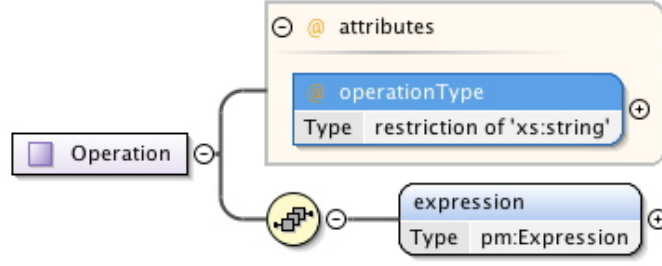 @ attributes
@ operationType
Type restriction of 'xs:string'
Operation
expression
Type pm:Expression